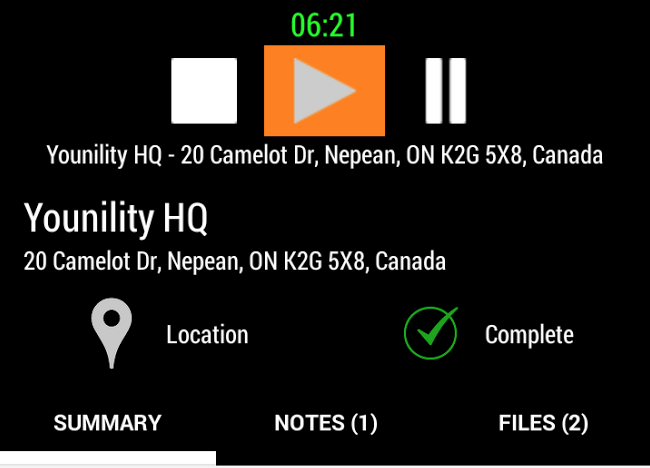 06:21
Younility HQ - 20 Camelot Dr, Nepean, ON K2G 5X8, Canada
Younility HQ
20 Camelot Dr, Nepean, ON K2G 5X8, Canada
Location Complete
SUMMARY NOTES (1) FILES (2)